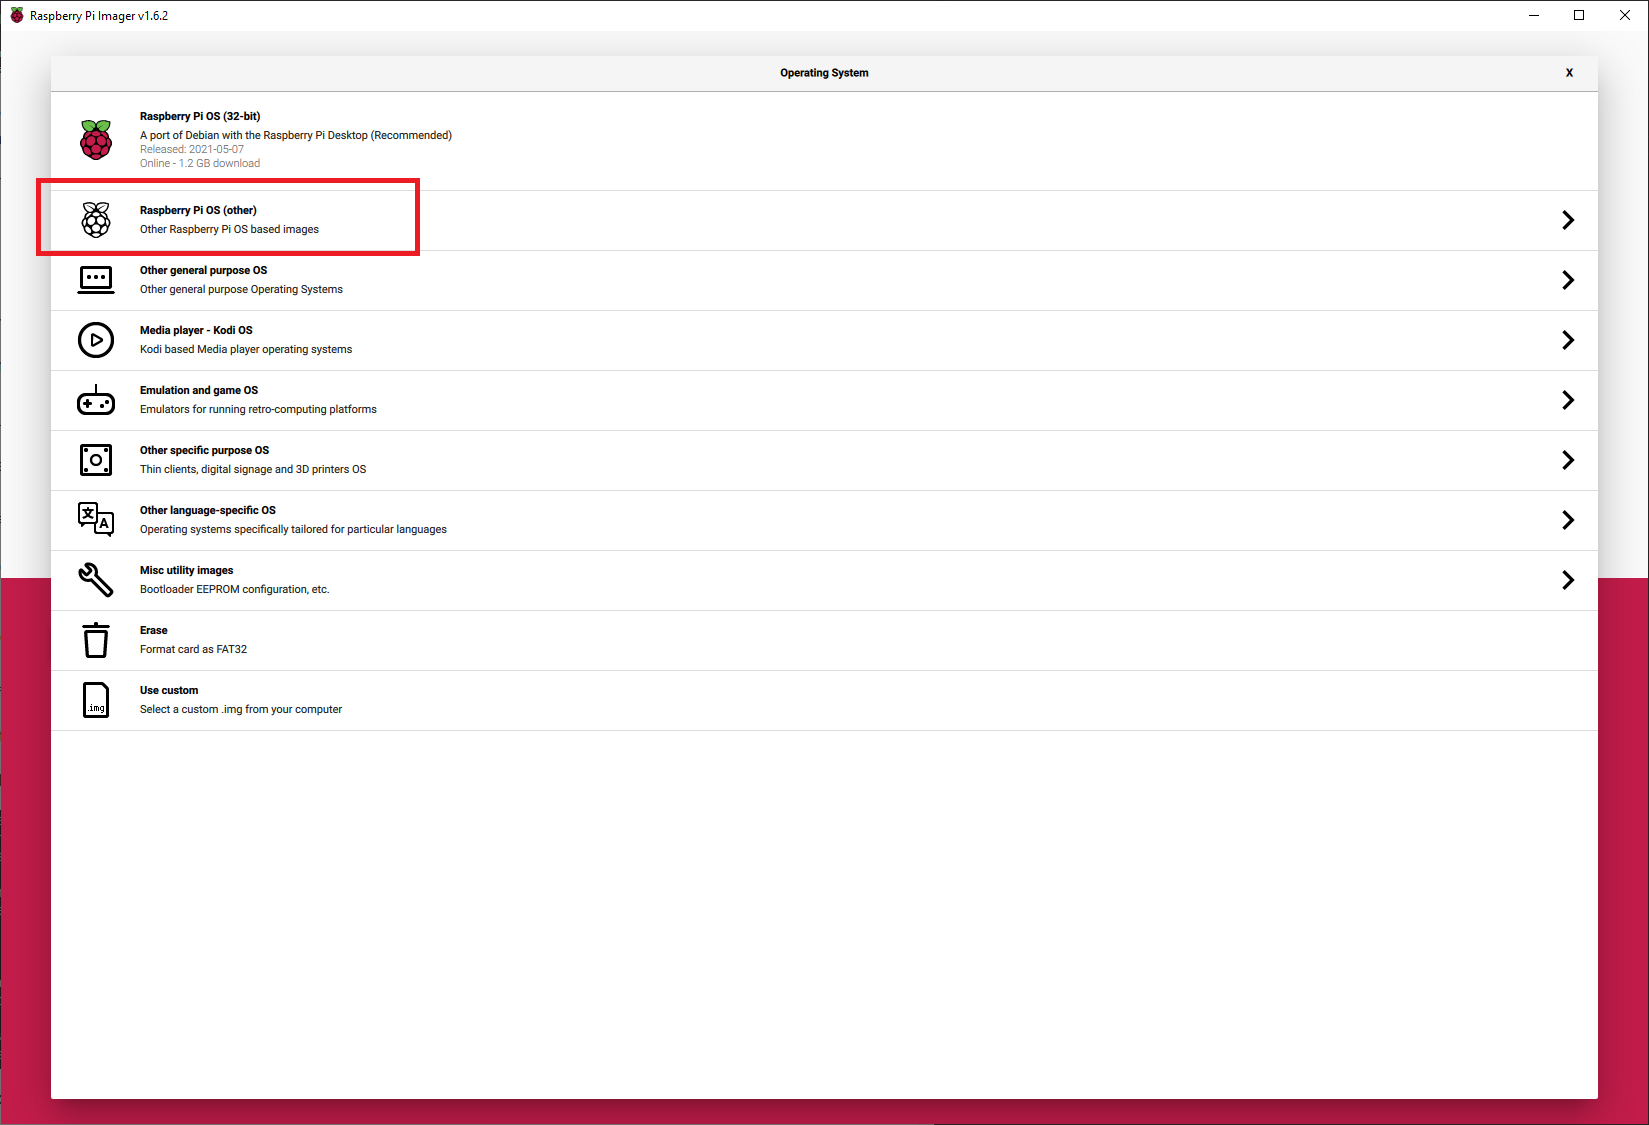 Raspberry Pi Imager v1.6.2
Operating System
X
Raspberry Pi OS (32-bit)
A port of Debian with the Raspberry Pi Desktop (Recommended)
Released: 2021-05-07
Online - 1.2 GB download
Raspberry Pi OS (other)
Other Raspberry Pi OS based images
Other general purpose OS
Other general purpose Operating Systems
Media player - Kodi OS
Kodi based Media player operating systems
Emulation and game OS
Emulators for running retro-computing platforms
Other specific purpose OS
Thin clients, digital signage and 3D printers OS
文 A
Other language-specific OS
Operating systems specifically tailored for particular languages
Misc utility images
Bootloader EEPROM configuration, etc.
Erase
Format card as FAT32
.img
Use custom
Select a custom .img from your computer